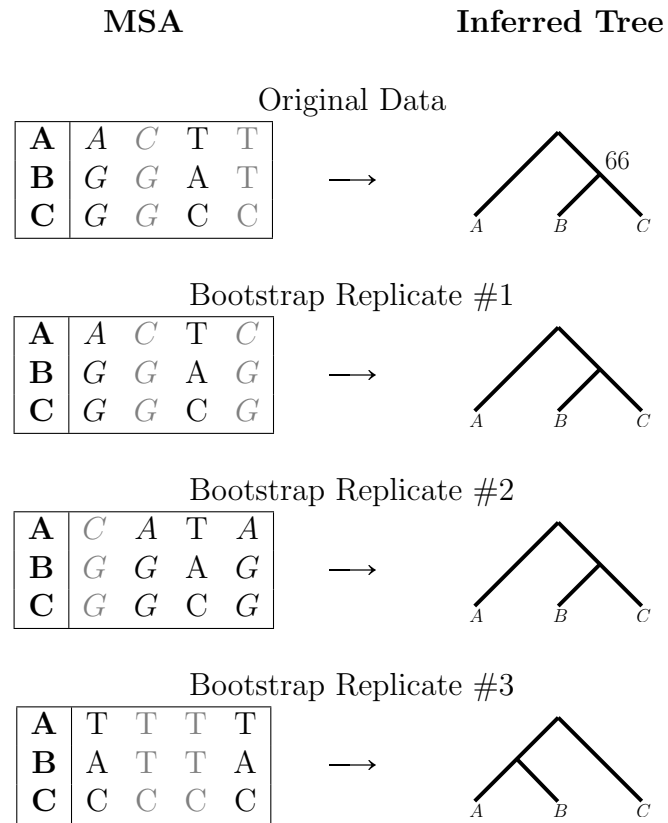 MSA Inferred Tree
Original Data
A A C T T
B G G A T
C G G C C
→
66
A B C
Bootstrap Replicate #1
A A C T C
B G G A G
C G G C G
→
A B C
Bootstrap Replicate #2
A C A T A
B G G A G
C G G C G
→
A B C
Bootstrap Replicate #3
A T T T T
B A T T A
C C C C C
→
A B C